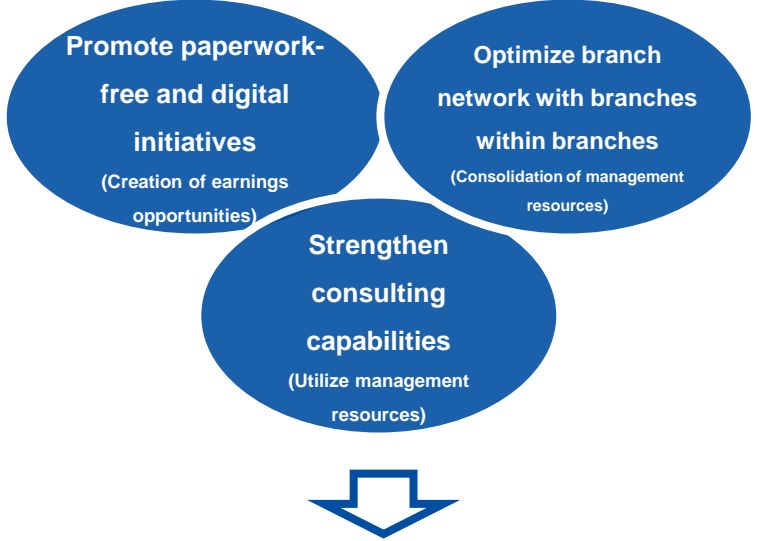 Promote paperwork-
free and digital
initiatives
(Creation of earnings
opportunities)
Optimize branch
network with branches
within branches
(Consolidation of management
resources)
Strengthen
consulting
capabilities
(Utilize management
resources)